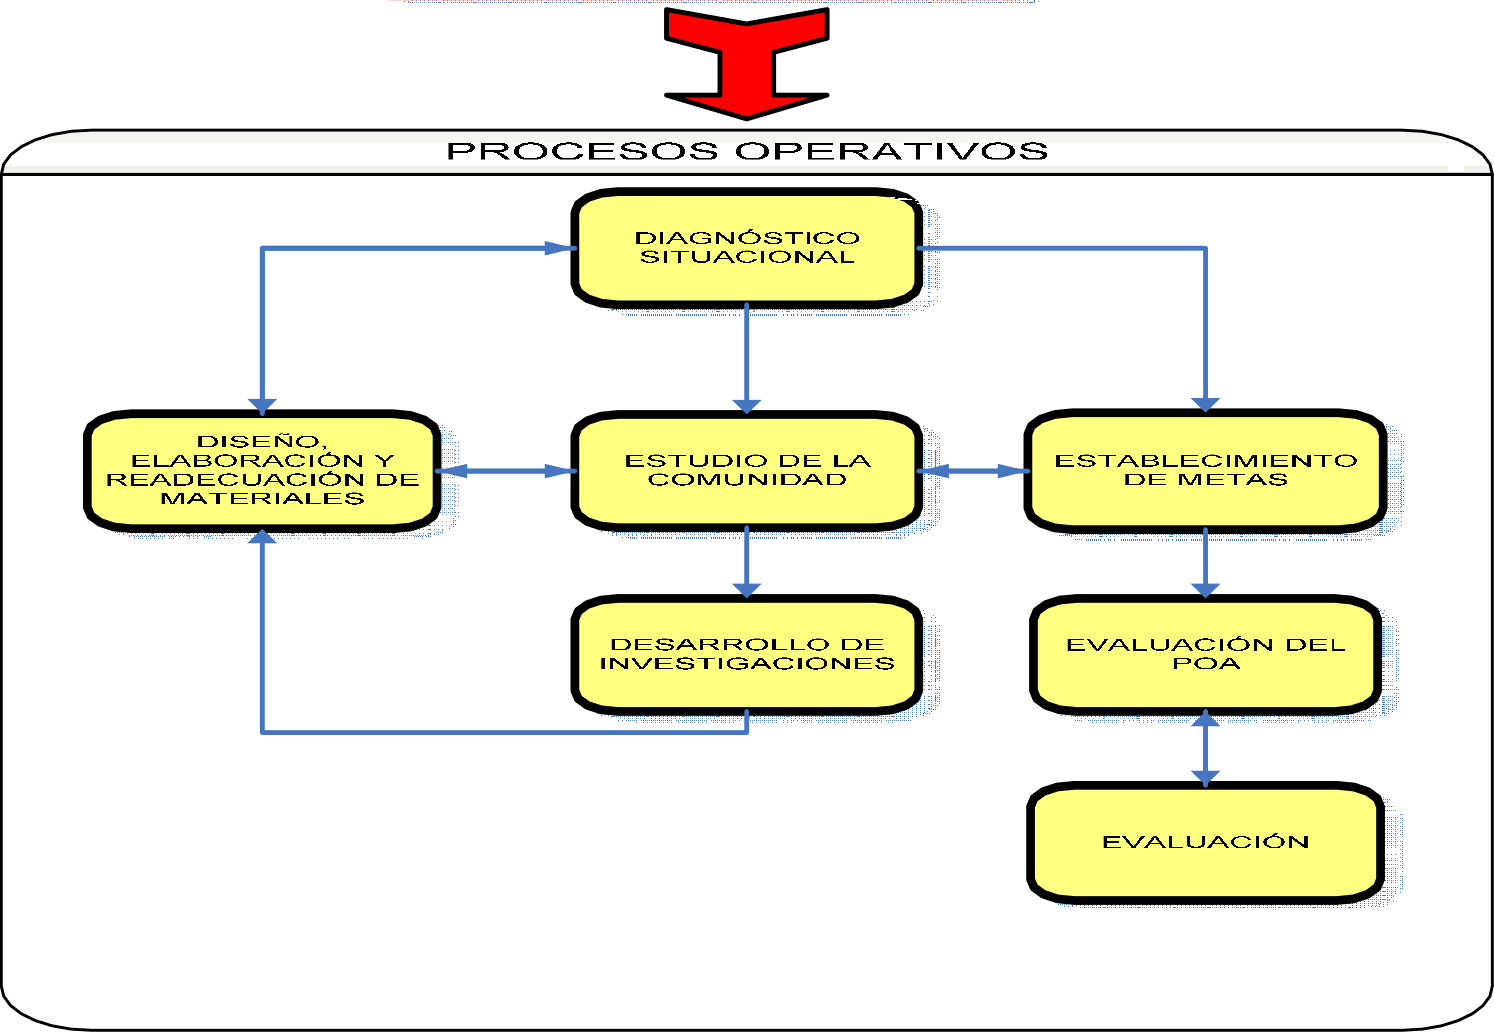 PROCESOS OPERATIVOS
DIAGNÓSTICO
SITUACIONAL
DISEÑO,
ELABORACIÓN Y
READECUACIÓN DE
MATERIALES
ESTUDIO DE LA
COMUNIDAD
ESTABLECIMIENTO
DE METAS
DESARROLLO DE
INVESTIGACIONES
EVALUACIÓN DEL
POA
EVALUACIÓN